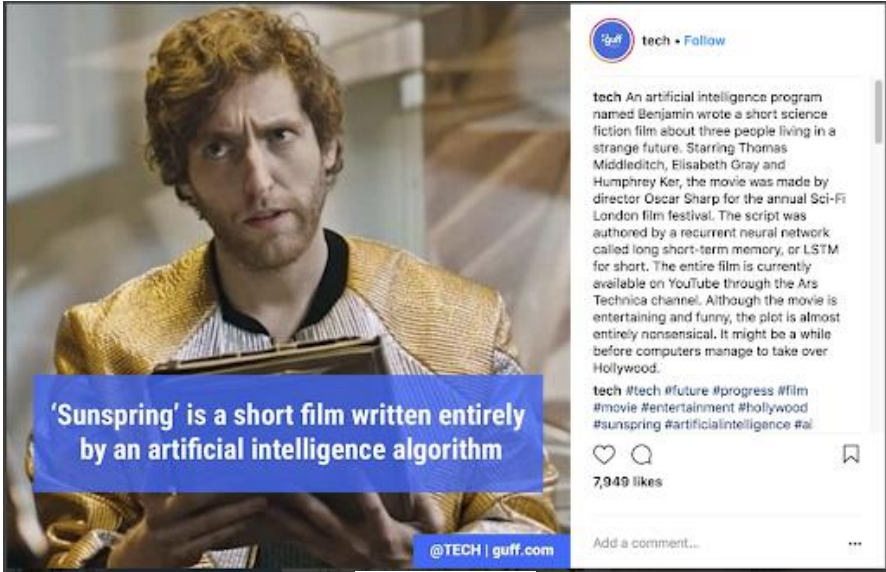 'Sunspring' is a short film written entirely
by an artificial intelligence algorithm
@TECH | guff.com
guff
tech • Follow
tech An artificial intelligence program
named Benjamin wrote a short science
fiction film about three people living in a
strange future. Starring Thomas
Middleditch, Elisabeth Gray and
Humphrey Ker, the movie was made by
director Oscar Sharp for the annual Sci-Fi
London film festival. The script was
authored by a recurrent neural network
called long short-term memory, or LSTM
for short. The entire film is currently
available on YouTube through the Ars
Technica channel. Although the movie is
entertaining and funny, the plot is almost
entirely nonsensical. It might be a while
before computers manage to take over
Hollywood.
tech #tech #future #progress #film
#movie #entertainment #hollywood
#sunspring #artificialintelligence #ai
7,949 likes
Add a comment...